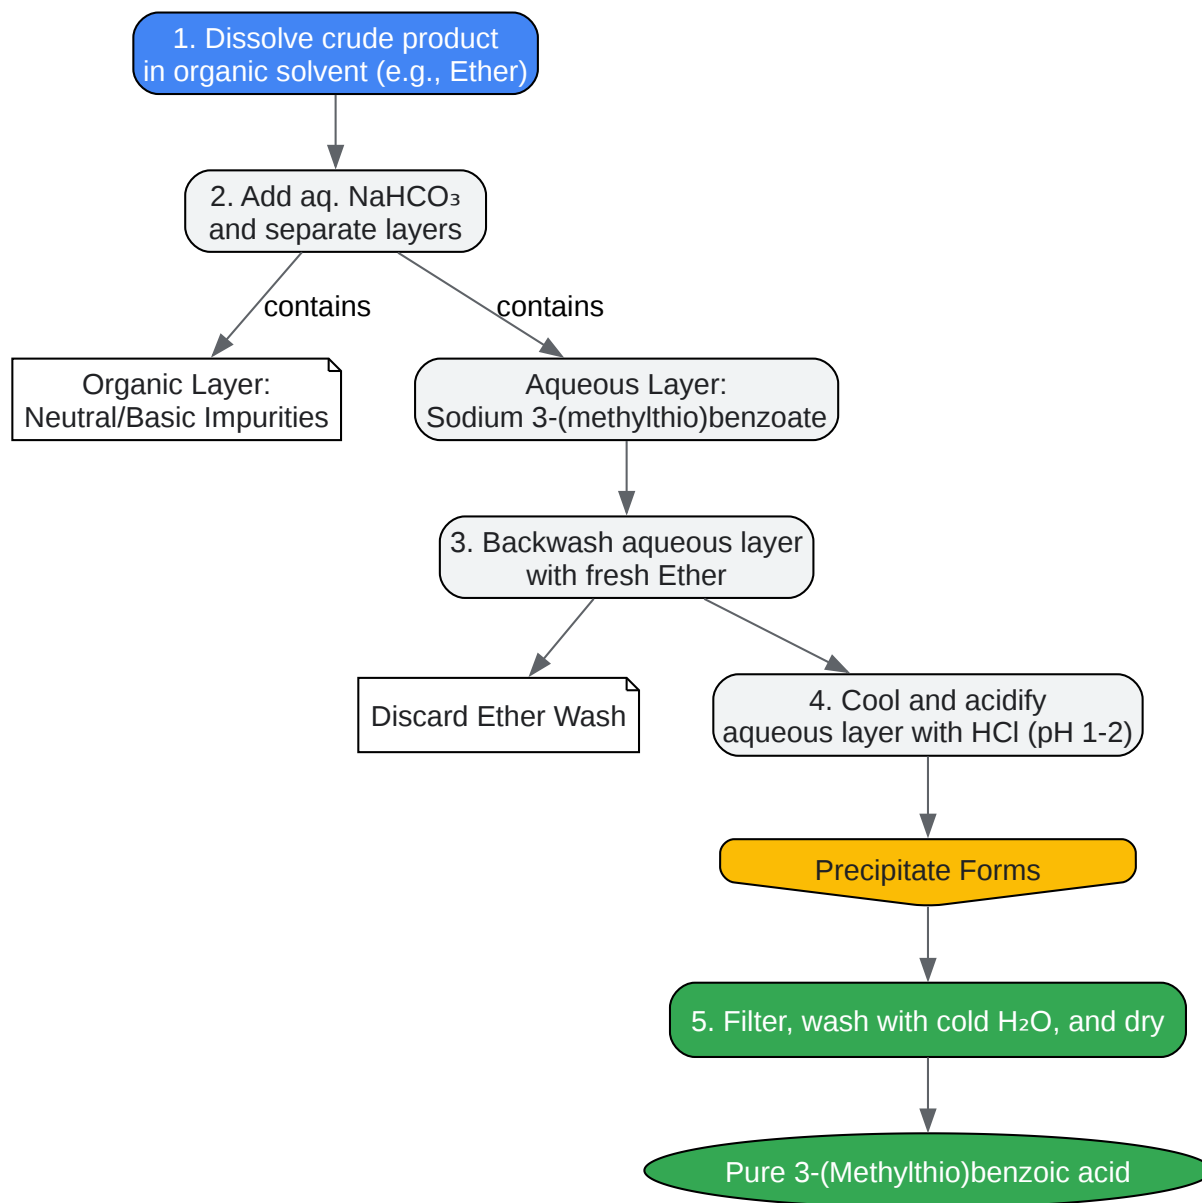 1. Dissolve crude product
in organic solvent (e.g., Ether)
2. Add aq. NaHCO₃
and separate layers
contains
contains
Organic Layer:
Neutral/Basic Impurities
Aqueous Layer:
Sodium 3-(methylthio)benzoate
3. Backwash aqueous layer
with fresh Ether
Discard Ether Wash
4. Cool and acidify
aqueous layer with HCl (pH 1-2)
Precipitate Forms
5. Filter, wash with cold H₂O, and dry
Pure 3-(Methylthio)benzoic acid